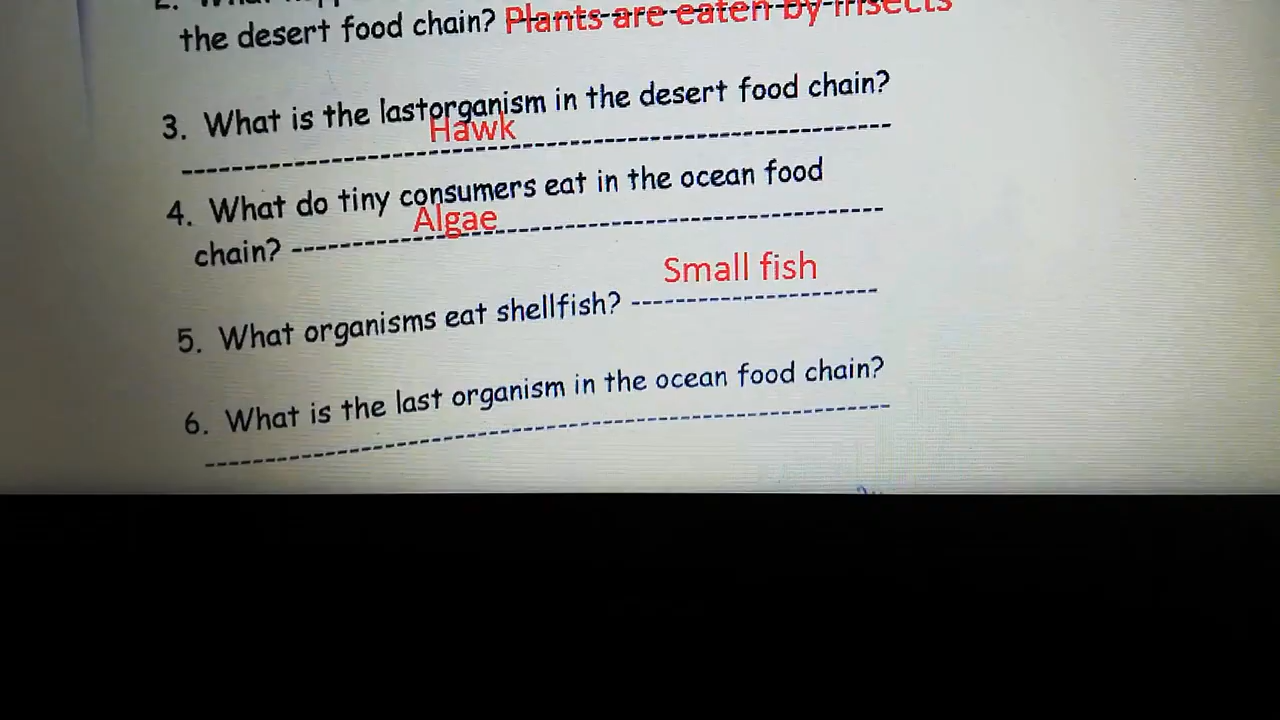 the desert food chain? Plants are eaten by insects
3. What is the lastorganism in the desert food chain?
Hawk
4. What do tiny consumers eat in the ocean food
chain? Algae
Small fish
5. What organisms eat shellfish?
6. What is the last organism in the ocean food chain?